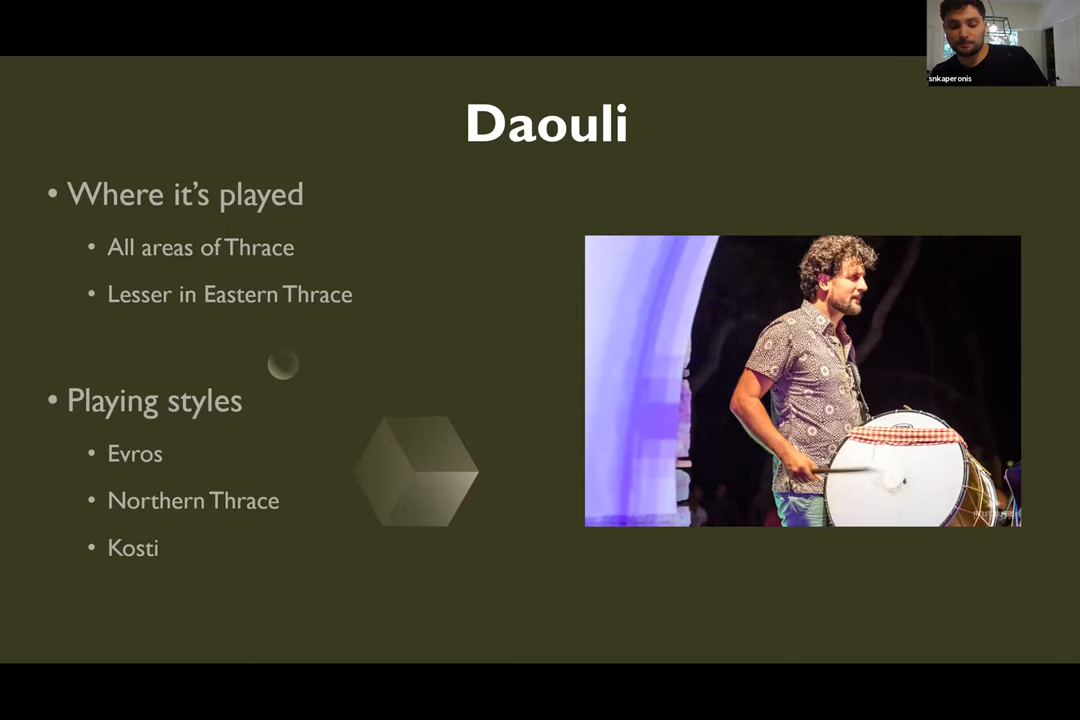 snkaperonis
Daouli
• Where it's played
• All areas of Thrace
• Lesser in Eastern Thrace
• Playing styles
• Evros
• Northern Thrace
• Kosti